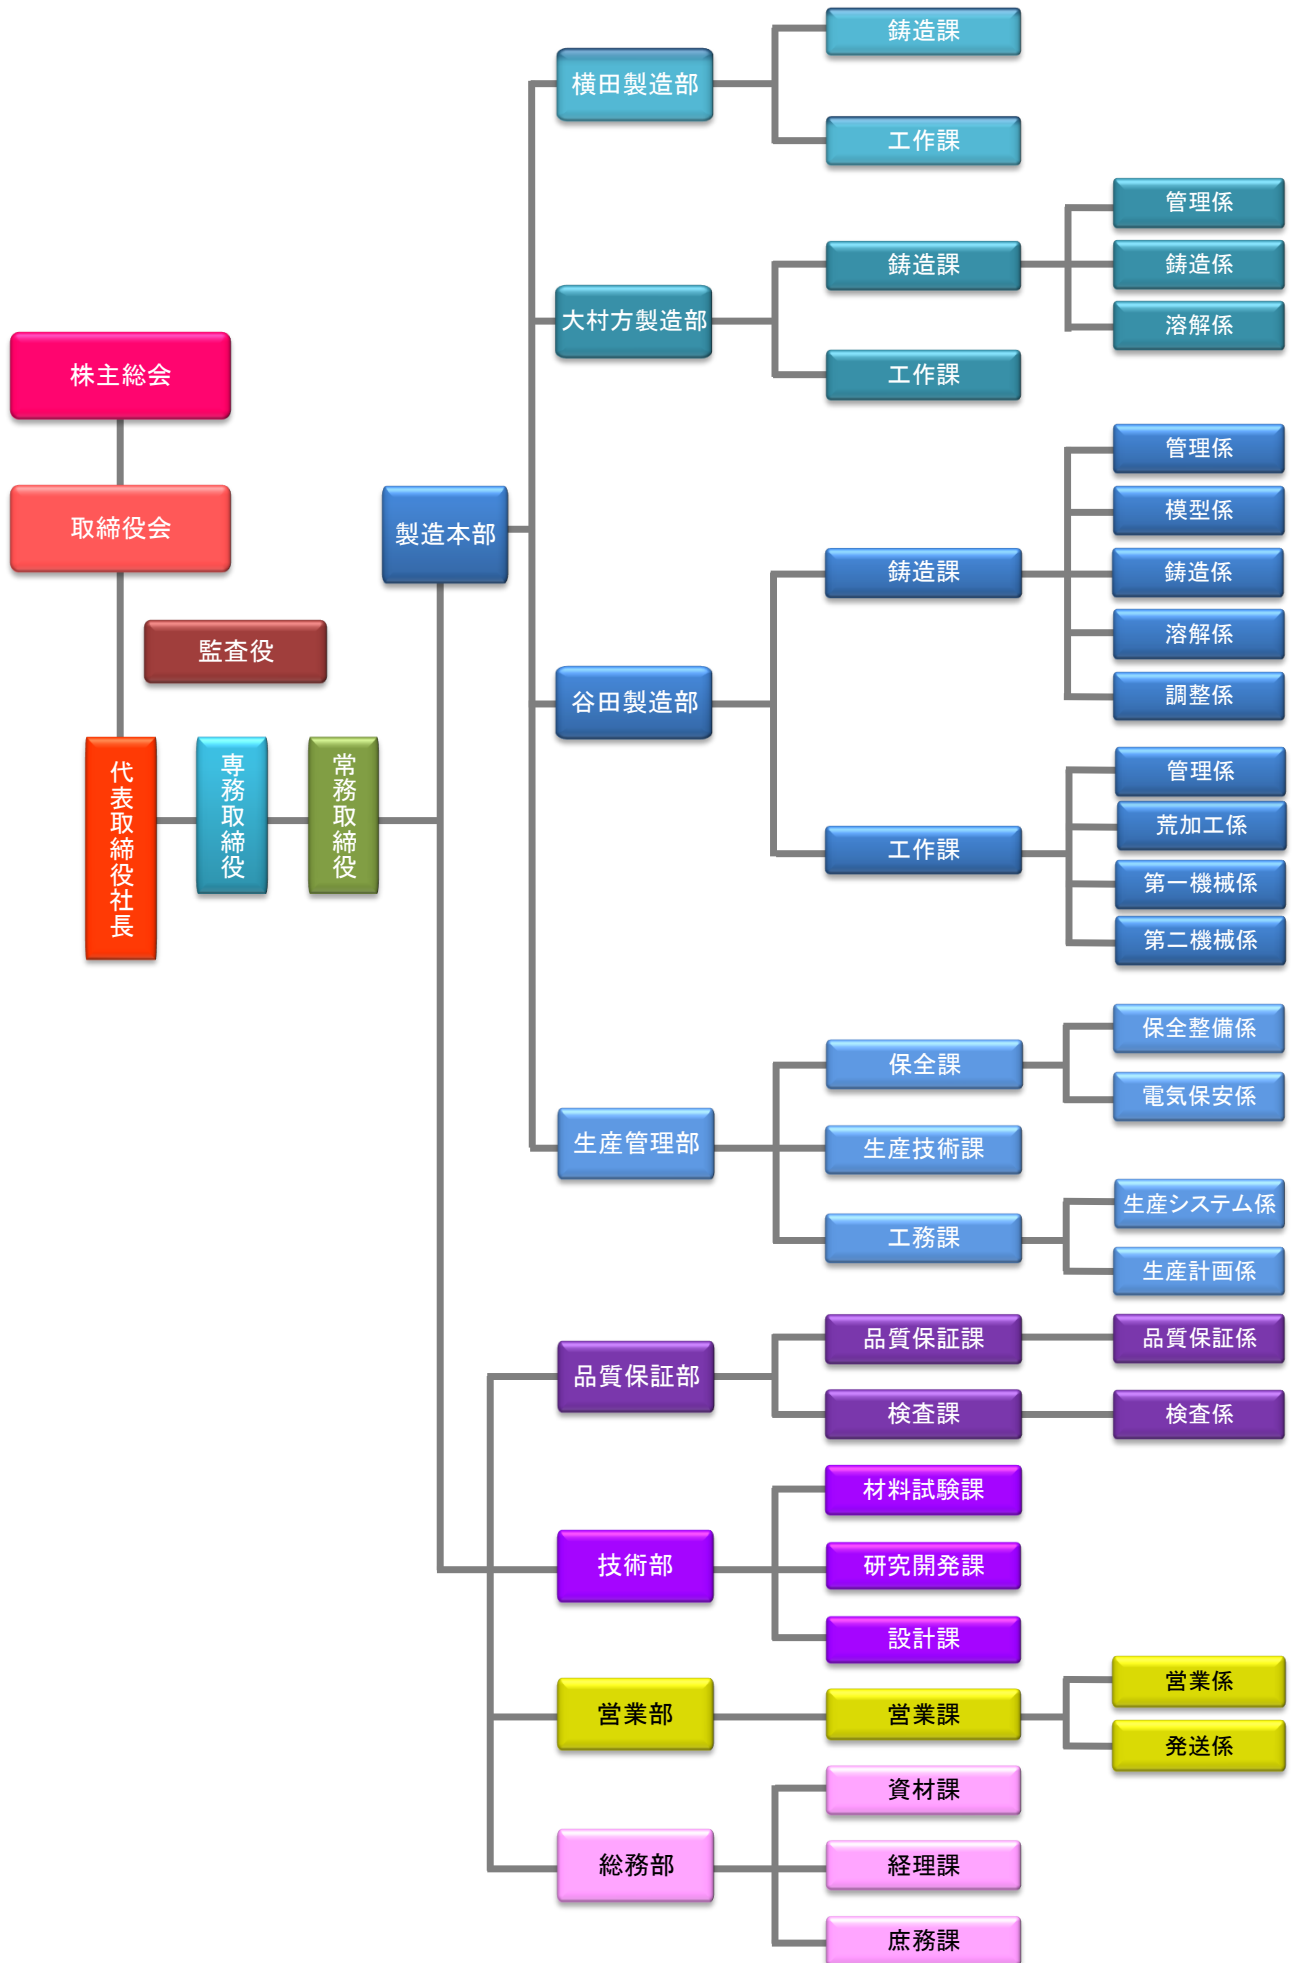 株主総会
取締役会
監査役
代表取締役社長
専務取締役
常務取締役
製造本部
横田製造部
鋳造課
工作課
大村方製造部
鋳造課
管理係
鋳造係
溶解係
工作課
谷田製造部
鋳造課
管理係
模型係
鋳造係
溶解係
調整係
工作課
管理係
荒加工係
第一機械係
第二機械係
生産管理部
保全課
保全整備係
電気保安係
生産技術課
工務課
生産システム係
生産計画係
品質保証部
品質保証課
品質保証係
検査課
検査係
技術部
材料試験課
研究開発課
設計課
営業部
営業課
営業係
発送係
総務部
資材課
経理課
庶務課